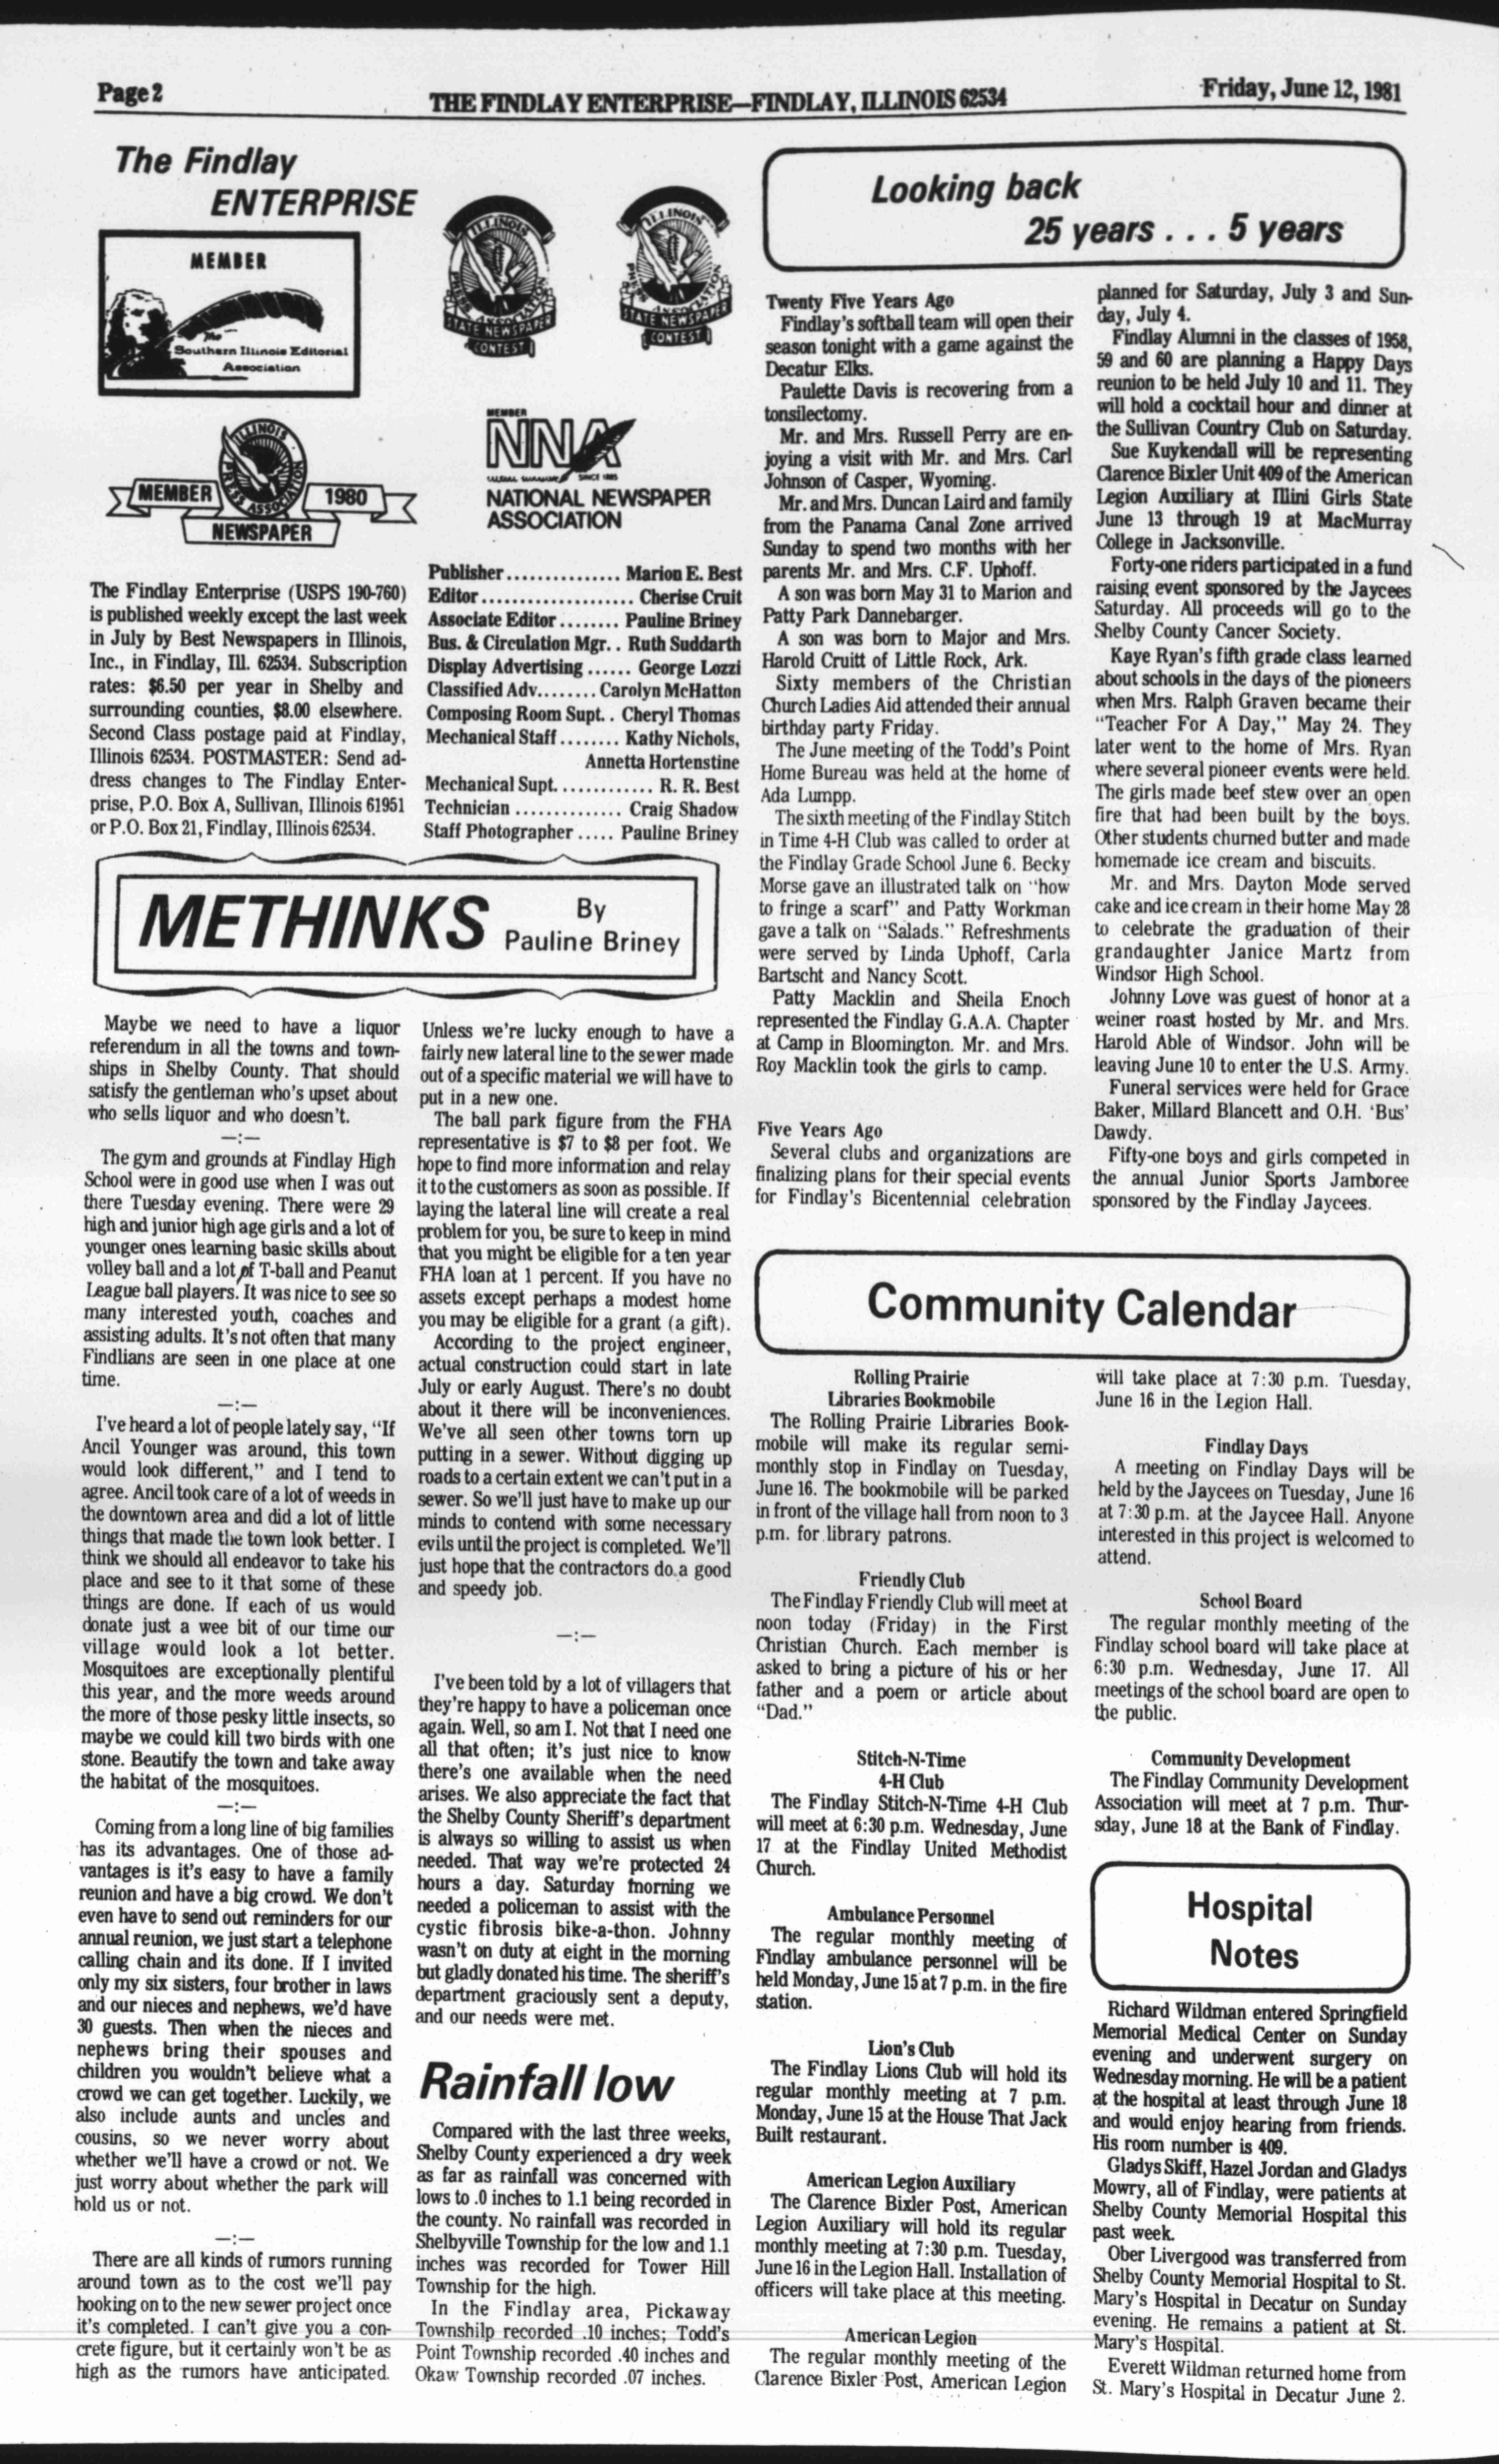 Page 2
THE FINDLAY ENTERPRISE—FINDLAY, ILLINOIS 62534
Friday, June 12, 1981
The Findlay
ENTERPRISE
MEMBER
The
Southern Illinois Editorial
Association
ILLINOIS
PRESS ASSOCIATION
STATE NEWSPAPER
CONTEST
ILLINOIS
PRESS ASSOCIATION
STATE NEWSPAPER
CONTEST
ILLINOIS
PRESS ASSOCIATION
MEMBER
1980
NEWSPAPER
MEMBER
NNA
SINCE 1885
NATIONAL NEWSPAPER
ASSOCIATION
The Findlay Enterprise (USPS 190-760)
is published weekly except the last week
in July by Best Newspapers in Illinois,
Inc., in Findlay, Ill. 62534. Subscription
rates: $6.50 per year in Shelby and
surrounding counties, $8.00 elsewhere.
Second Class postage paid at Findlay,
Illinois 62534. POSTMASTER: Send ad-
dress changes to The Findlay Enter-
prise, P.O. Box A, Sullivan, Illinois 61951
or P.O. Box 21, Findlay, Illinois 62534.
Publisher............... Marion E. Best
Editor.................... Cherise Cruit
Associate Editor........ Pauline Briney
Bus. & Circulation Mgr.. Ruth Suddarth
Display Advertising...... George Lozzi
Classified Adv........ Carolyn McHatton
Composing Room Supt.. Cheryl Thomas
Mechanical Staff........ Kathy Nichols,
Annetta Hortenstine
Mechanical Supt............. R. R. Best
Technician.............. Craig Shadow
Staff Photographer..... Pauline Briney
METHINKS
By
Pauline Briney
Maybe we need to have a liquor
referendum in all the towns and town-
ships in Shelby County. That should
satisfy the gentleman who's upset about
who sells liquor and who doesn't.
—:—
The gym and grounds at Findlay High
School were in good use when I was out
there Tuesday evening. There were 29
high and junior high age girls and a lot of
younger ones learning basic skills about
volley ball and a lot of T-ball and Peanut
League ball players. It was nice to see so
many interested youth, coaches and
assisting adults. It's not often that many
Findlians are seen in one place at one
time.
—:—
I've heard a lot of people lately say, "If
Ancil Younger was around, this town
would look different," and I tend to
agree. Ancil took care of a lot of weeds in
the downtown area and did a lot of little
things that made the town look better. I
think we should all endeavor to take his
place and see to it that some of these
things are done. If each of us would
donate just a wee bit of our time our
village would look a lot better.
Mosquitoes are exceptionally plentiful
this year, and the more weeds around
the more of those pesky little insects, so
maybe we could kill two birds with one
stone. Beautify the town and take away
the habitat of the mosquitoes.
—:—
Coming from a long line of big families
has its advantages. One of those ad-
vantages is it's easy to have a family
reunion and have a big crowd. We don't
even have to send out reminders for our
annual reunion, we just start a telephone
calling chain and its done. If I invited
only my six sisters, four brother in laws
and our nieces and nephews, we'd have
30 guests. Then when the nieces and
nephews bring their spouses and
children you wouldn't believe what a
crowd we can get together. Luckily, we
also include aunts and uncles and
cousins, so we never worry about
whether we'll have a crowd or not. We
just worry about whether the park will
hold us or not.
—:—
There are all kinds of rumors running
around town as to the cost we'll pay
hooking on to the new sewer project once
it's completed. I can't give you a con-
crete figure, but it certainly won't be as
high as the rumors have anticipated.
Unless we're lucky enough to have a
fairly new lateral line to the sewer made
out of a specific material we will have to
put in a new one.
The ball park figure from the FHA
representative is $7 to $8 per foot. We
hope to find more information and relay
it to the customers as soon as possible. If
laying the lateral line will create a real
problem for you, be sure to keep in mind
that you might be eligible for a ten year
FHA loan at 1 percent. If you have no
assets except perhaps a modest home
you may be eligible for a grant (a gift).
According to the project engineer,
actual construction could start in late
July or early August. There's no doubt
about it there will be inconveniences.
We've all seen other towns torn up
putting in a sewer. Without digging up
roads to a certain extent we can't put in a
sewer. So we'll just have to make up our
minds to contend with some necessary
evils until the project is completed. We'll
just hope that the contractors do a good
and speedy job.
—:—
I've been told by a lot of villagers that
they're happy to have a policeman once
again. Well, so am I. Not that I need one
all that often; it's just nice to know
there's one available when the need
arises. We also appreciate the fact that
the Shelby County Sheriff's department
is always so willing to assist us when
needed. That way we're protected 24
hours a day. Saturday morning we
needed a policeman to assist with the
cystic fibrosis bike-a-thon. Johnny
wasn't on duty at eight in the morning
but gladly donated his time. The sheriff's
department graciously sent a deputy,
and our needs were met.
Rainfall low
Compared with the last three weeks,
Shelby County experienced a dry week
as far as rainfall was concerned with
lows to .0 inches to 1.1 being recorded in
the county. No rainfall was recorded in
Shelbyville Township for the low and 1.1
inches was recorded for Tower Hill
Township for the high.
In the Findlay area, Pickaway
Townshilp recorded .10 inches; Todd's
Point Township recorded .40 inches and
Okaw Township recorded .07 inches.
Looking back
25 years . . . 5 years
Twenty Five Years Ago
Findlay's softball team will open their
season tonight with a game against the
Decatur Elks.
Paulette Davis is recovering from a
tonsilectomy.
Mr. and Mrs. Russell Perry are en-
joying a visit with Mr. and Mrs. Carl
Johnson of Casper, Wyoming.
Mr. and Mrs. Duncan Laird and family
from the Panama Canal Zone arrived
Sunday to spend two months with her
parents Mr. and Mrs. C.F. Uphoff.
A son was born May 31 to Marion and
Patty Park Dannebarger.
A son was born to Major and Mrs.
Harold Cruitt of Little Rock, Ark.
Sixty members of the Christian
Church Ladies Aid attended their annual
birthday party Friday.
The June meeting of the Todd's Point
Home Bureau was held at the home of
Ada Lumpp.
The sixth meeting of the Findlay Stitch
in Time 4-H Club was called to order at
the Findlay Grade School June 6. Becky
Morse gave an illustrated talk on "how
to fringe a scarf" and Patty Workman
gave a talk on "Salads." Refreshments
were served by Linda Uphoff, Carla
Bartscht and Nancy Scott.
Patty Macklin and Sheila Enoch
represented the Findlay G.A.A. Chapter
at Camp in Bloomington. Mr. and Mrs.
Roy Macklin took the girls to camp.
Five Years Ago
Several clubs and organizations are
finalizing plans for their special events
for Findlay's Bicentennial celebration
planned for Saturday, July 3 and Sun-
day, July 4.
Findlay Alumni in the classes of 1958,
59 and 60 are planning a Happy Days
reunion to be held July 10 and 11. They
will hold a cocktail hour and dinner at
the Sullivan Country Club on Saturday.
Sue Kuykendall will be representing
Clarence Bixler Unit 409 of the American
Legion Auxiliary at Illini Girls State
June 13 through 19 at MacMurray
College in Jacksonville.
Forty-one riders participated in a fund
raising event sponsored by the Jaycees
Saturday. All proceeds will go to the
Shelby County Cancer Society.
Kaye Ryan's fifth grade class learned
about schools in the days of the pioneers
when Mrs. Ralph Graven became their
"Teacher For A Day," May 24. They
later went to the home of Mrs. Ryan
where several pioneer events were held.
The girls made beef stew over an open
fire that had been built by the boys.
Other students churned butter and made
homemade ice cream and biscuits.
Mr. and Mrs. Dayton Mode served
cake and ice cream in their home May 28
to celebrate the graduation of their
grandaughter Janice Martz from
Windsor High School.
Johnny Love was guest of honor at a
weiner roast hosted by Mr. and Mrs.
Harold Able of Windsor. John will be
leaving June 10 to enter the U.S. Army.
Funeral services were held for Grace
Baker, Millard Blancett and O.H. 'Bus'
Dawdy.
Fifty-one boys and girls competed in
the annual Junior Sports Jamboree
sponsored by the Findlay Jaycees.
Community Calendar
Rolling Prairie
Libraries Bookmobile
The Rolling Prairie Libraries Book-
mobile will make its regular semi-
monthly stop in Findlay on Tuesday,
June 16. The bookmobile will be parked
in front of the village hall from noon to 3
p.m. for library patrons.
Friendly Club
The Findlay Friendly Club will meet at
noon today (Friday) in the First
Christian Church. Each member is
asked to bring a picture of his or her
father and a poem or article about
"Dad."
Stitch-N-Time
4-H Club
The Findlay Stitch-N-Time 4-H Club
will meet at 6:30 p.m. Wednesday, June
17 at the Findlay United Methodist
Church.
Ambulance Personnel
The regular monthly meeting of
Findlay ambulance personnel will be
held Monday, June 15 at 7 p.m. in the fire
station.
Lion's Club
The Findlay Lions Club will hold its
regular monthly meeting at 7 p.m.
Monday, June 15 at the House That Jack
Built restaurant.
American Legion Auxiliary
The Clarence Bixler Post, American
Legion Auxiliary will hold its regular
monthly meeting at 7:30 p.m. Tuesday,
June 16 in the Legion Hall. Installation of
officers will take place at this meeting.
American Legion
The regular monthly meeting of the
Clarence Bixler Post, American Legion
will take place at 7:30 p.m. Tuesday,
June 16 in the Legion Hall.
Findlay Days
A meeting on Findlay Days will be
held by the Jaycees on Tuesday, June 16
at 7:30 p.m. at the Jaycee Hall. Anyone
interested in this project is welcomed to
attend.
School Board
The regular monthly meeting of the
Findlay school board will take place at
6:30 p.m. Wednesday, June 17. All
meetings of the school board are open to
the public.
Community Development
The Findlay Community Development
Association will meet at 7 p.m. Thur-
sday, June 18 at the Bank of Findlay.
Hospital
Notes
Richard Wildman entered Springfield
Memorial Medical Center on Sunday
evening and underwent surgery on
Wednesday morning. He will be a patient
at the hospital at least through June 18
and would enjoy hearing from friends.
His room number is 409.
Gladys Skiff, Hazel Jordan and Gladys
Mowry, all of Findlay, were patients at
Shelby County Memorial Hospital this
past week.
Ober Livergood was transferred from
Shelby County Memorial Hospital to St.
Mary's Hospital in Decatur on Sunday
evening. He remains a patient at St.
Mary's Hospital.
Everett Wildman returned home from
St. Mary's Hospital in Decatur June 2.